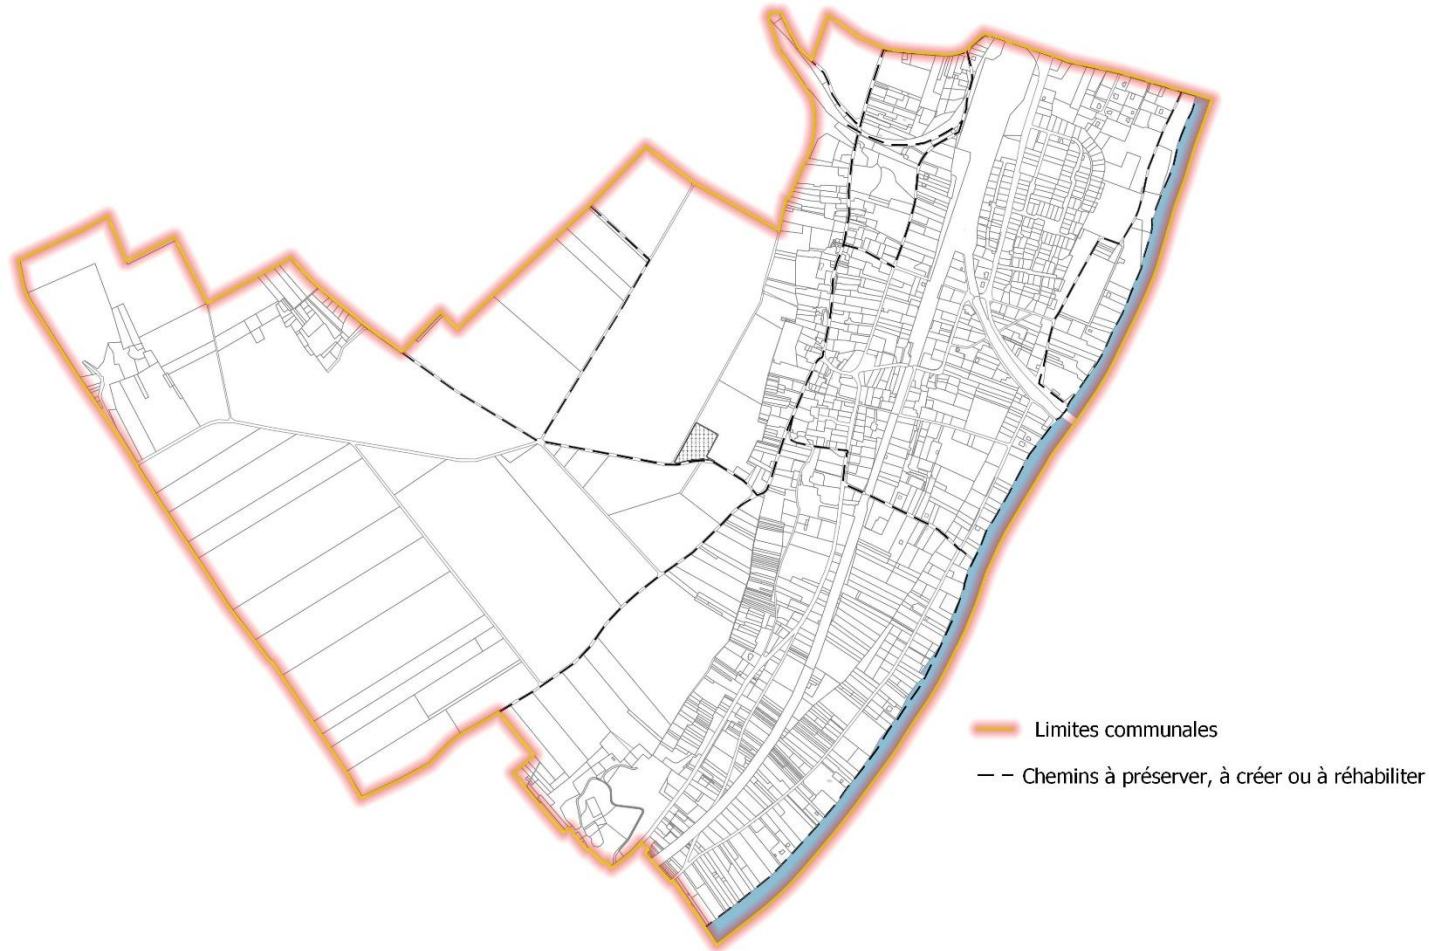 Limites communales
Chemins à préserver, à créer ou à réhabiliter